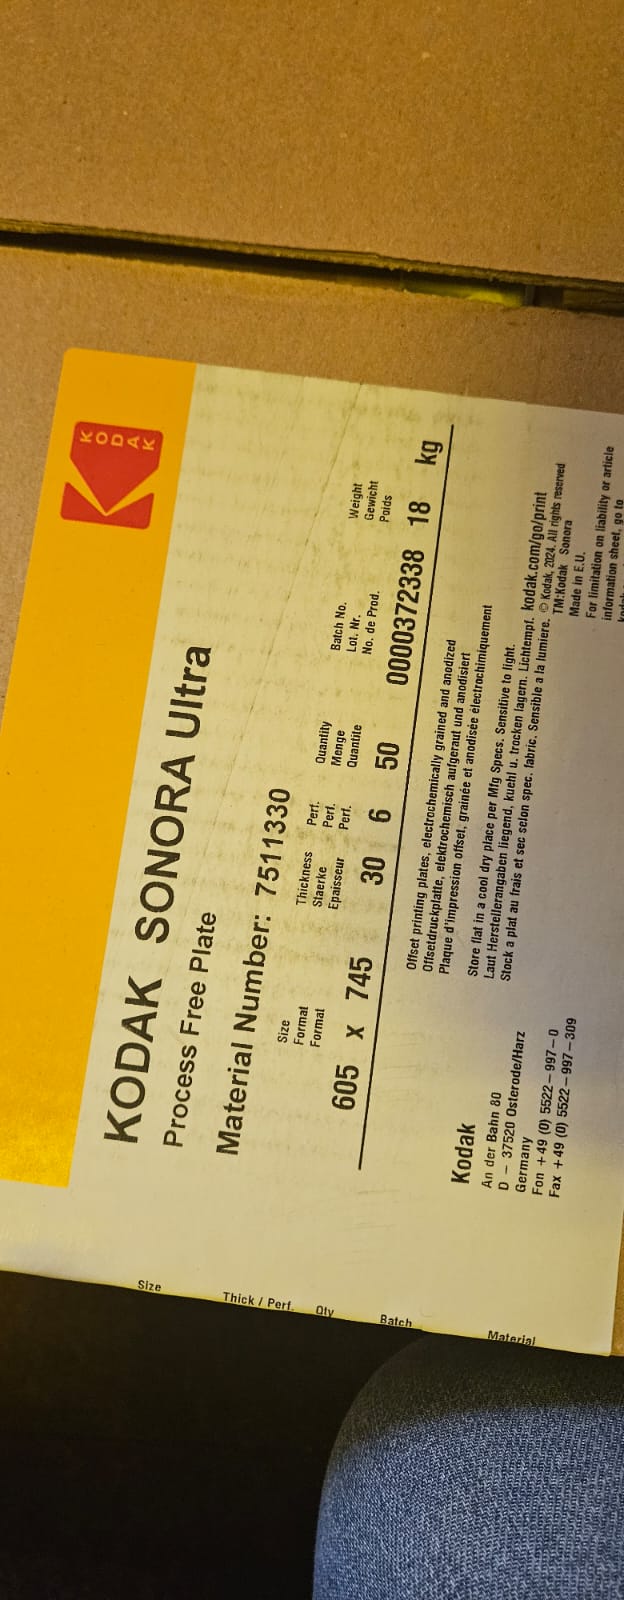 KODAK
KODAK SONORA Ultra
Process Free Plate
Material Number: 7511330
Size Thickness Perf. Quantity Batch No. Weight
Format Staerke Perf. Menge Lot. Nr. Gewicht
Format Epaisseur Perf. Quantite No. de Prod. Poids
605 X 745 30 6 50 0000372338 18 kg
Offset printing plates, electrochemically grained and anodized
Offsetdruckplatte, elektrochemisch aufgeraut und anodisiert
Plaque d'impression offset, grainée et anodisée électrochimiquement
Store flat in a cool dry place per Mfg Specs. Sensitive to light.
Laut Herstellerangaben liegend, kuehl u. trocken lagern. Lichtempf.
Stock a plat au frais et sec selon spec. fabric. Sensible a la lumiere.
Kodak
An der Bahn 80
D – 37520 Osterode/Harz
Germany
Fon +49 (0) 5522–997–0
Fax +49 (0) 5522–997–309
kodak.com/go/print
© Kodak, 2024. All rights reserved
TM:Kodak Sonora
Made in E.U.
For limitation on liability or article
information sheet, go to
Size
Thick / Perf.
Qty
Batch
Material